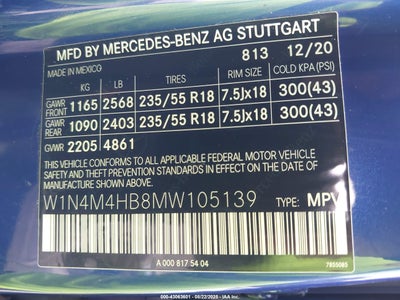 MFD BY MERCEDES-BENZ AG STUTTGART
MADE IN MEXICO 813 12/20
KG LB TIRES RIM SIZE COLD KPA (PSI)
GAWR FRONT 1165 2568 235/55 R18 7.5Jx18 300(43)
GAWR REAR 1090 2403 235/55 R18 7.5Jx18 300(43)
GVWR 2205 4861
THIS VEHICLE CONFORMS TO ALL APPLICABLE FEDERAL MOTOR VEHICLE
SAFETY AND THEFT PREVENTION STANDARDS IN EFFECT ON THE DATE OF
MANUFACTURE SHOWN ABOVE.
W1N4M4HB8MW105139 TYPE: MPV
A 000 817 54 04